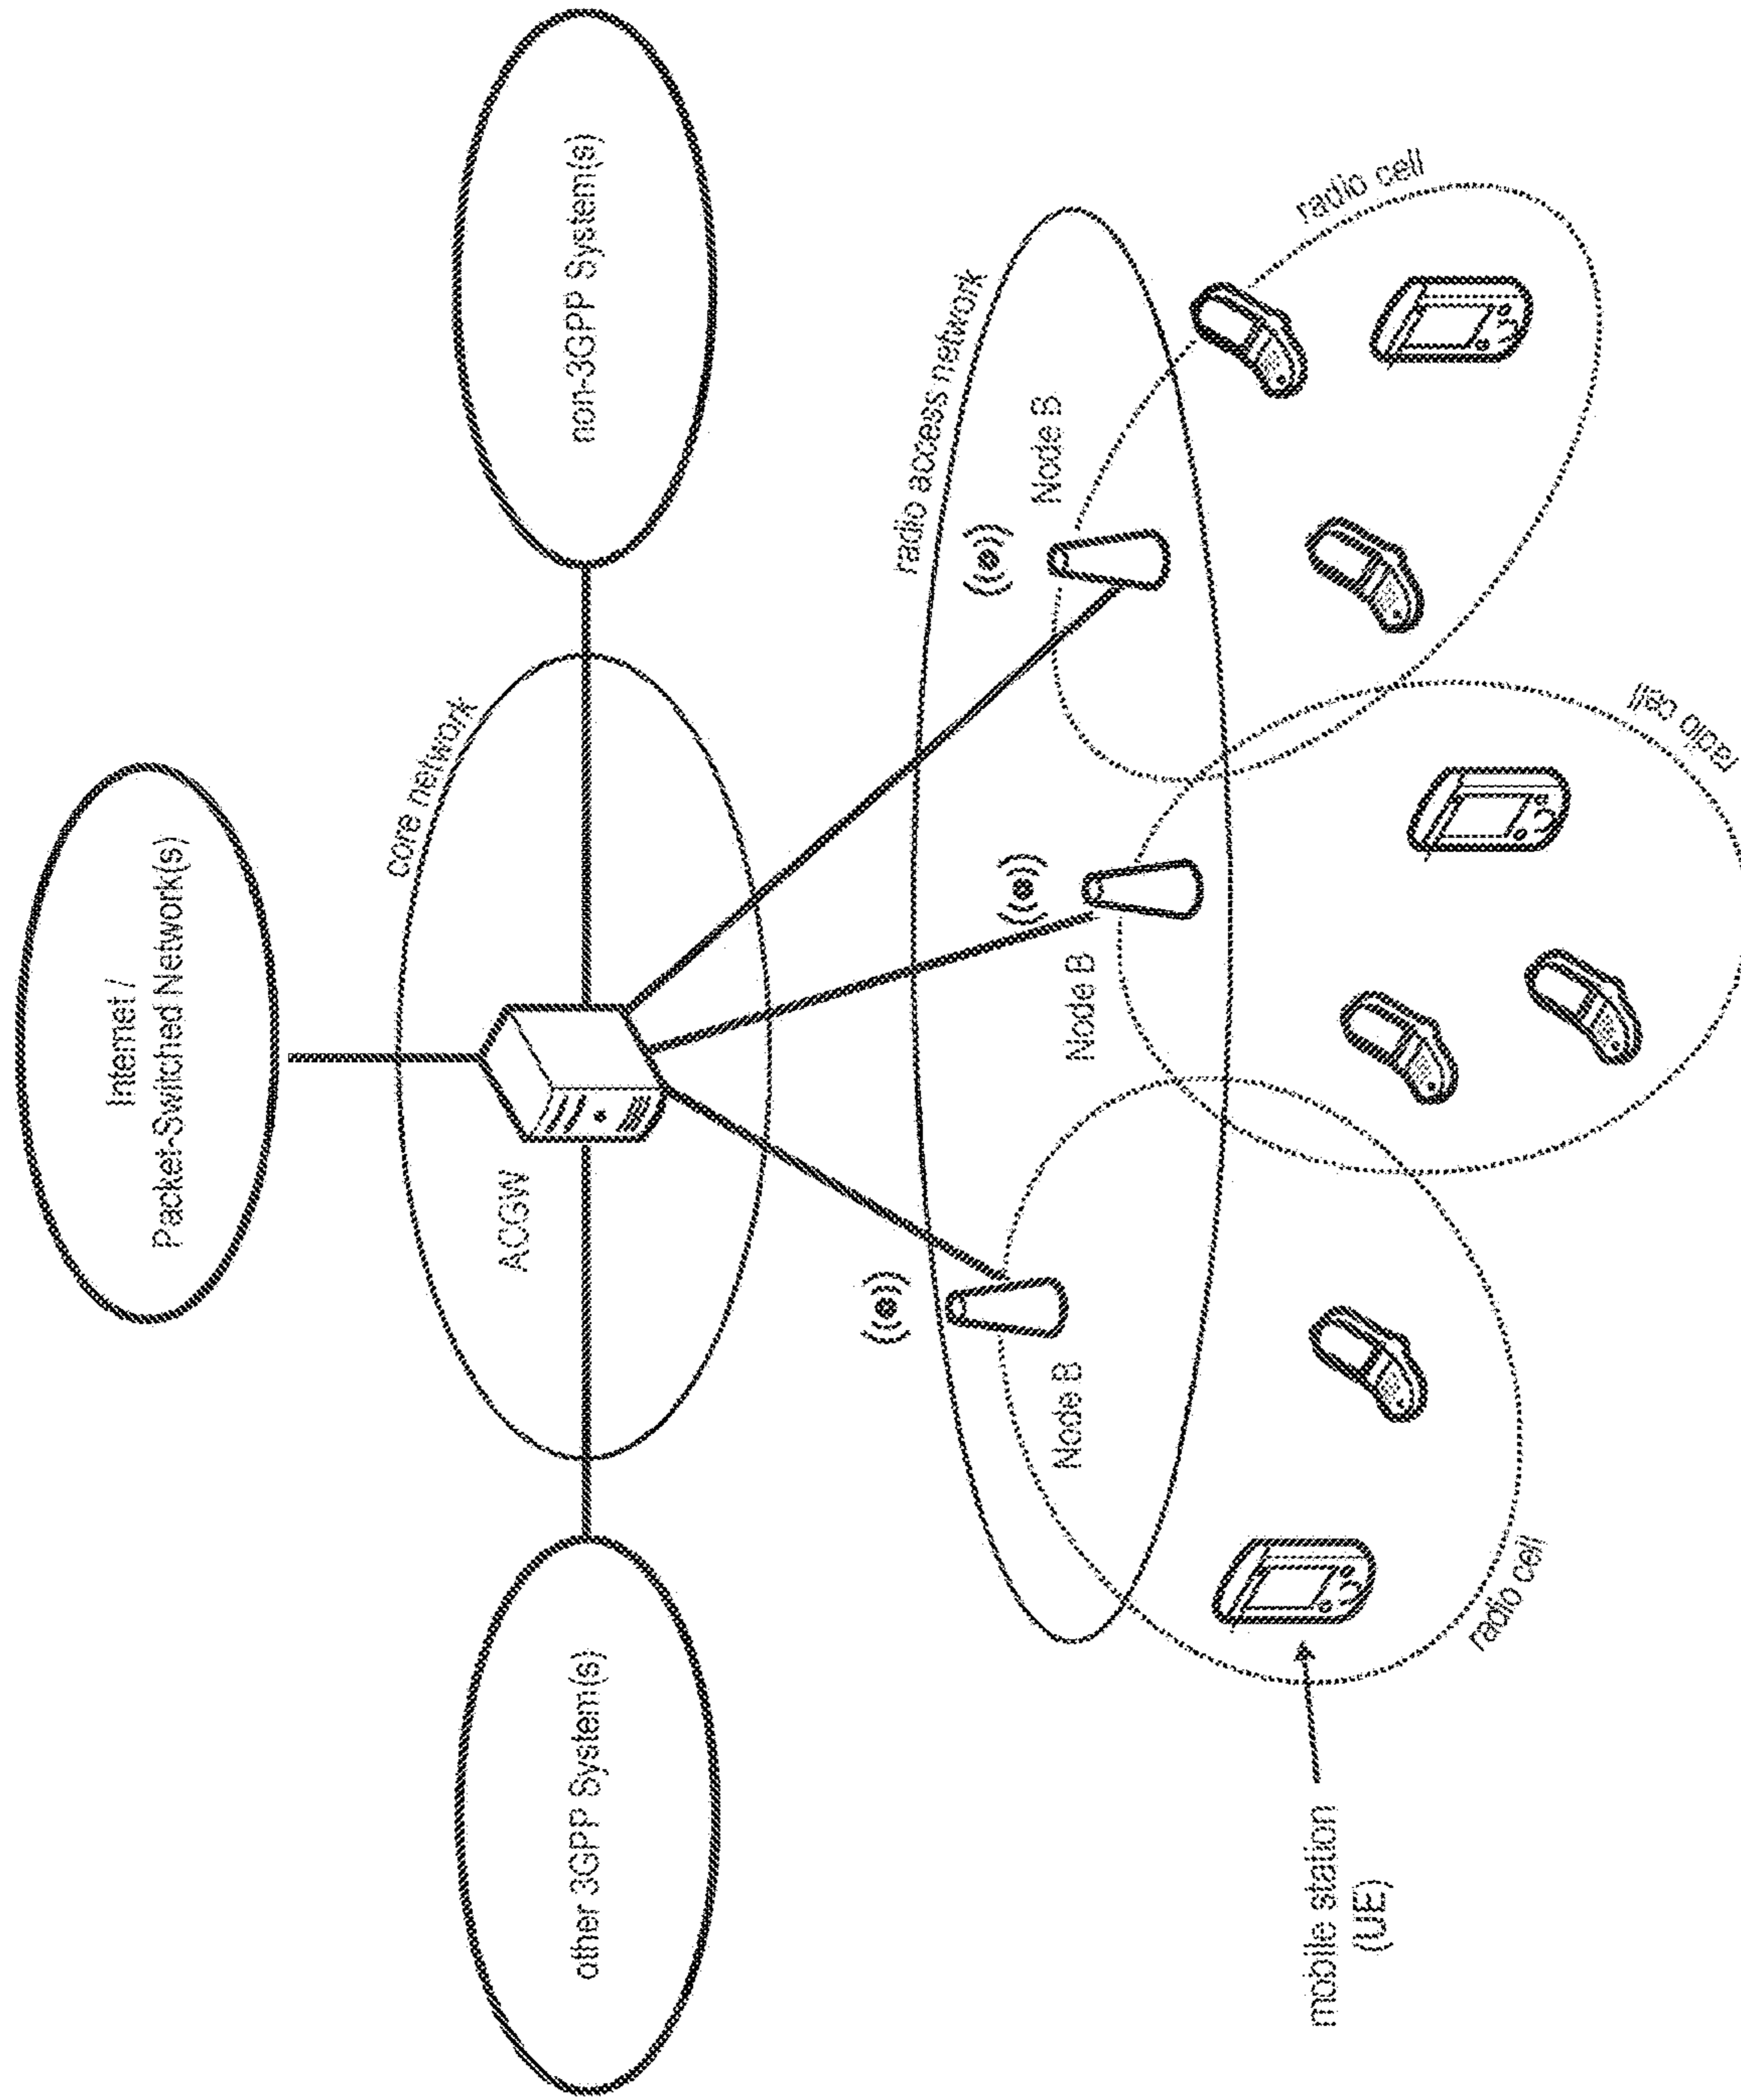 Internet /
Packet-Switched Network(s)
core network
ACGW
other 3GPP System(s)
non-3GPP System(s)
radio access network
Node B
Node B
Node B
mobile station
(UE)
radio cell
radio cell
radio cell